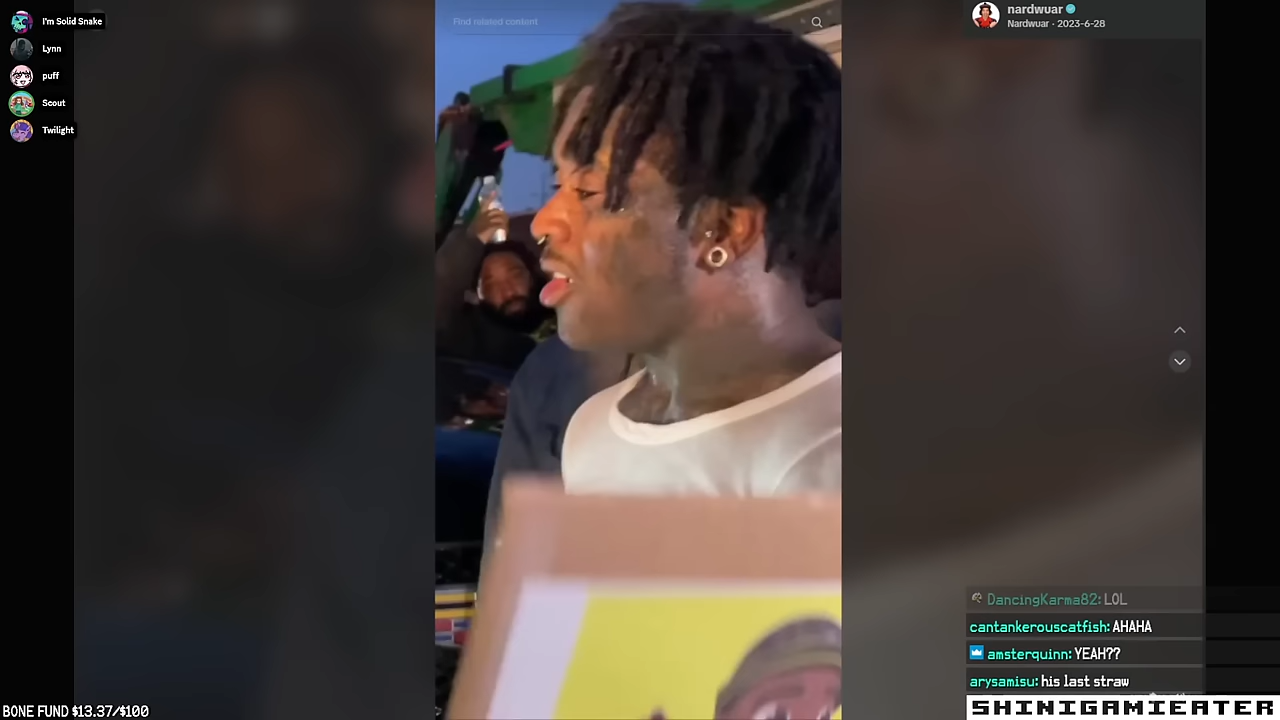 I'm Solid Snake
Lynn
puff
Scout
Twilight
Find related content
nardwuar
Nardwuar · 2023-6-28
DancingKarma82: LOL
cantankerouscatfish: AHAHA
amsterquinn: YEAH??
arysamisu: his last straw
SHINIGAMIEATER
BONE FUND $13.37/$100